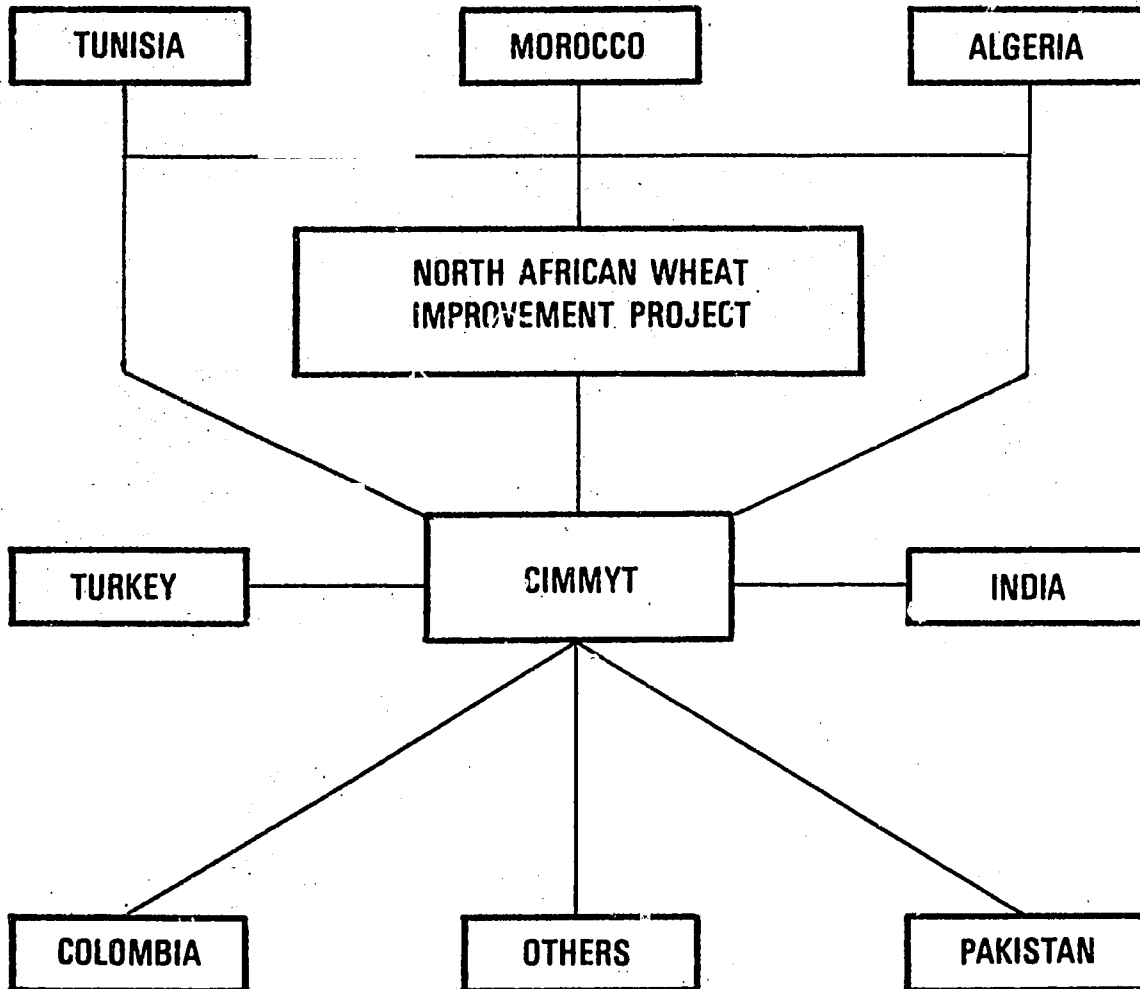 TUNISIA
MOROCCO
ALGERIA
NORTH AFRICAN WHEAT
IMPROVEMENT PROJECT
TURKEY
CIMMYT
INDIA
COLOMBIA
OTHERS
PAKISTAN